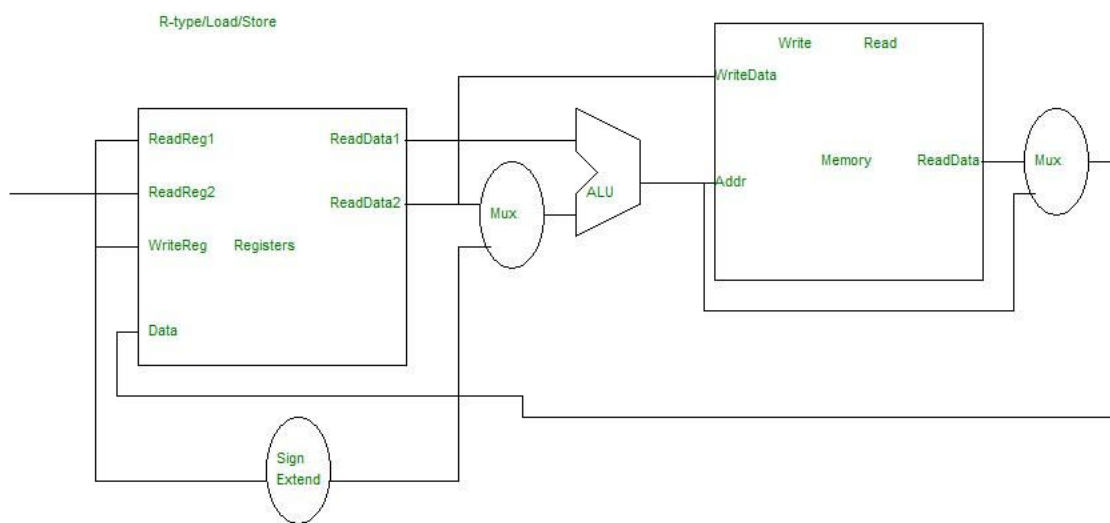 R-type/Load/Store
Write Read
WriteData
ReadReg1 ReadData1
ReadReg2 ReadData2
Mux
ALU
Addr
Memory ReadData
Mux
WriteReg Registers
Data
Sign
Extend